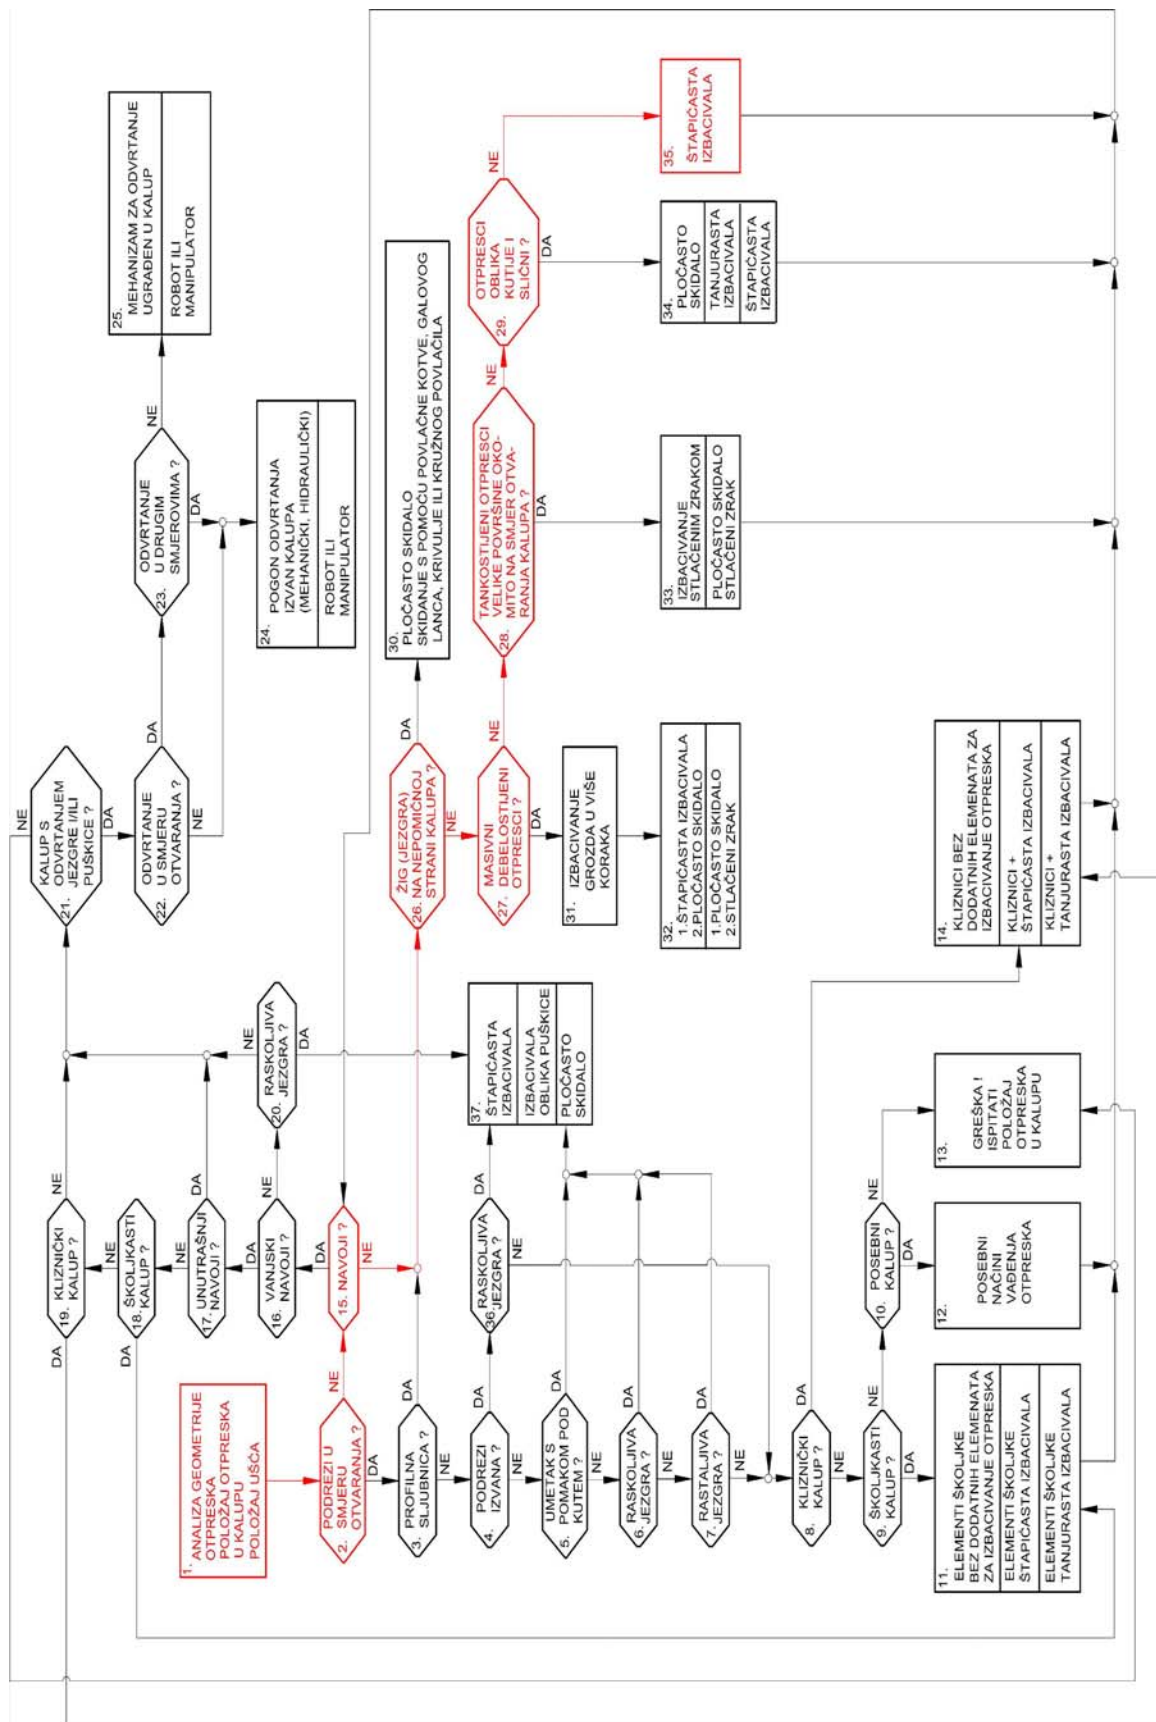 1. ANALIZA GEOMETRIJE
OTPRESKA
POLOŽAJ OTPRESKA
U KALUPU
POLOŽAJ UŠĆA
2. PODREZI U
SMJERU
OTVARANJA ?
NE
DA
3. PROFILNA
SLJUBNICA ?
DA
NE
4. PODREZI
IZVANA ?
DA
NE
5. UMETAK S
POMAKOM POD
KUTEM ?
DA
NE
6. RASKOLJIVA
JEZGRA ?
DA
NE
7. RASTALJIVA
JEZGRA ?
DA
NE
8. KLIZNIČKI
KALUP ?
DA
NE
9. ŠKOLJKASTI
KALUP ?
NE
DA
10. POSEBNI
KALUP ?
NE
DA
11. ELEMENTI ŠKOLJKE
BEZ DODATNIH ELEMENATA
ZA IZBACIVANJE OTPRESKA
ELEMENTI ŠKOLJKE
ŠTAPIĆASTA IZBACIVALA
ELEMENTI ŠKOLJKE
TANJURASTA IZBACIVALA
12. POSEBNI
NAČINI
VAĐENJA
OTPRESKA
13. GREŠKA !
ISPITATI
POLOŽAJ
OTPRESKA
U KALUPU
14. KLIZNICI BEZ
DODATNIH ELEMENATA ZA
IZBACIVANJE OTPRESKA
KLIZNICI +
ŠTAPIĆASTA IZBACIVALA
KLIZNICI +
TANJURASTA IZBACIVALA
15. NAVOJI ?
DA
NE
16. VANJSKI
NAVOJI ?
DA
NE
17. UNUTRAŠNJI
NAVOJI ?
NE
DA
18. ŠKOLJKASTI
KALUP ?
DA
NE
19. KLIZNIČKI
KALUP ?
DA
NE
20. RASKOLJIVA
JEZGRA ?
NE
DA
21. KALUP S
ODVRTANJEM
JEZGRE I/ILI
PUŠKICE ?
NE
DA
22. ODVRTANJE
U SMJERU
OTVARANJA ?
DA
NE
23. ODVRTANJE
U DRUGIM
SMJEROVIMA ?
NE
DA
24. POGON ODVRTANJA
IZVAN KALUPA
(MEHANIČKI, HIDRAULIČKI)
ROBOT ILI
MANIPULATOR
25. MEHANIZAM ZA ODVRTANJE
UGRAĐEN U KALUP
ROBOT ILI
MANIPULATOR
ŽIG (JEZGRA)
26. NA NEPOMIČNOJ
STRANI KALUPA ?
DA
NE
27. MASIVNI
DEBELOSTIJENI
OTPRESCI ?
NE
DA
28. TANKOSTIJENI OTPRESCI
VELIKE POVRŠINE OKO-
MITO NA SMJER OTVA-
RANJA KALUPA ?
NE
DA
29. OTPRESCI
OBLIKA
KUTIJE I
SLIČNI ?
NE
DA
30. PLOČASTO SKIDALO
SKIDANJE S POMOĆU POVLAČNE KOTVE, GALOVOG
LANCA, KRIVULJE ILI KRUŽNOG POVLAČILA
31. IZBACIVANJE
GROZDA U VIŠE
KORAKA
32. 1.ŠTAPIĆASTA IZBACIVALA
2.PLOČASTO SKIDALO
1.PLOČASTO SKIDALO
2.STLAČENI ZRAK
33. IZBACIVANJE
STLAČENIM ZRAKOM
PLOČASTO SKIDALO
STLAČENI ZRAK
34. PLOČASTO
SKIDALO
TANJURASTA
IZBACIVALA
ŠTAPIĆASTA
IZBACIVALA
35. ŠTAPIĆASTA
IZBACIVALA
36. RASKOLJIVA
JEZGRA ?
DA
NE
37. ŠTAPIĆASTA
IZBACIVALA
IZBACIVALA
OBLIKA PUŠKICE
PLOČASTO
SKIDALO